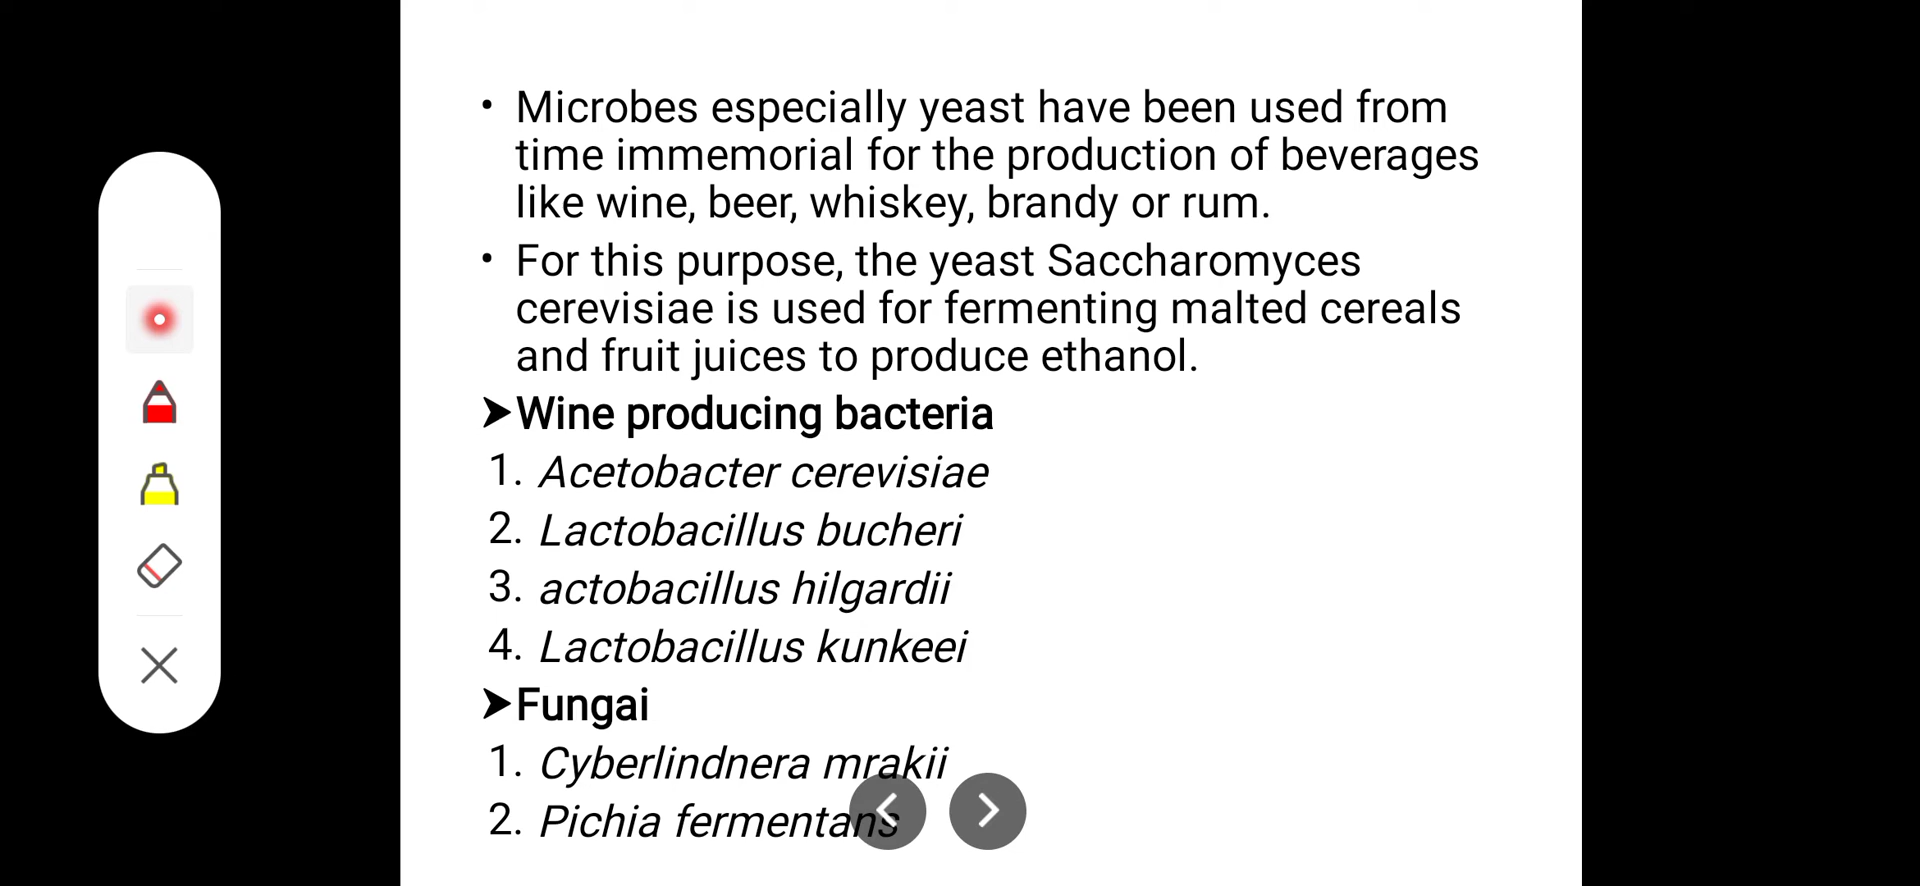 • Microbes especially yeast have been used from
time immemorial for the production of beverages
like wine, beer, whiskey, brandy or rum.
• For this purpose, the yeast Saccharomyces
cerevisiae is used for fermenting malted cereals
and fruit juices to produce ethanol.
➤Wine producing bacteria
1. Acetobacter cerevisiae
2. Lactobacillus bucheri
3. actobacillus hilgardii
4. Lactobacillus kunkeei
➤Fungai
1. Cyberlindnera mrakii
2. Pichia fermentans